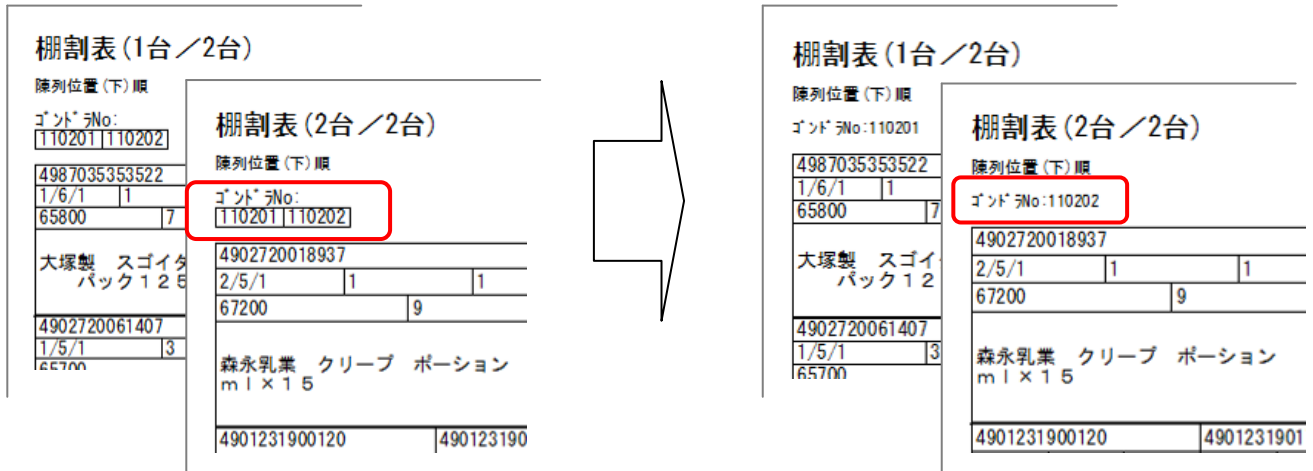 棚割表(1台／2台)
陳列位置(下)順
ｺﾞﾝﾄﾞﾗNo:
110201 110202
4987035353522
1/6/1 1
65800 7
大塚製　スゴイダ
パック１２５
4902720061407
1/5/1 3
65700
棚割表(2台／2台)
陳列位置(下)順
ｺﾞﾝﾄﾞﾗNo:
110201 110202
4902720018937
2/5/1 1 1
67200 9
森永乳業　クリープ　ポーション
ｍｌ×１５
4901231900120 490123190
棚割表(1台／2台)
陳列位置(下)順
ｺﾞﾝﾄﾞﾗNo:110201
4987035353522
1/6/1 1
65800 7
大塚製　スゴイ
パック１２
4902720061407
1/5/1 3
65700
棚割表(2台／2台)
陳列位置(下)順
ｺﾞﾝﾄﾞﾗNo:110202
4902720018937
2/5/1 1 1
67200 9
森永乳業　クリープ　ポーション
ｍｌ×１５
4901231900120 4901231901